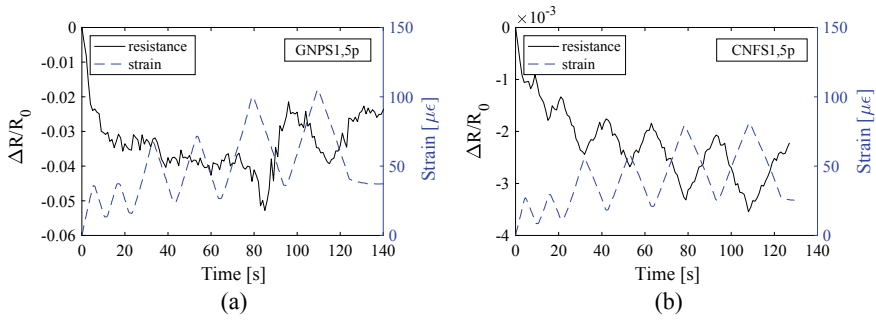 GNPS1,5p
resistance
strain
0
-0.01
-0.02
-0.03
-0.04
-0.05
-0.06
ΔR/R0
150
100
50
0
Strain [με]
0 20 40 60 80 100 120 140
Time [s]
(a)
×10⁻³
CNFS1,5p
resistance
strain
0
-1
-2
-3
-4
ΔR/R0
150
100
50
0
Strain [με]
0 20 40 60 80 100 120 140
Time [s]
(b)